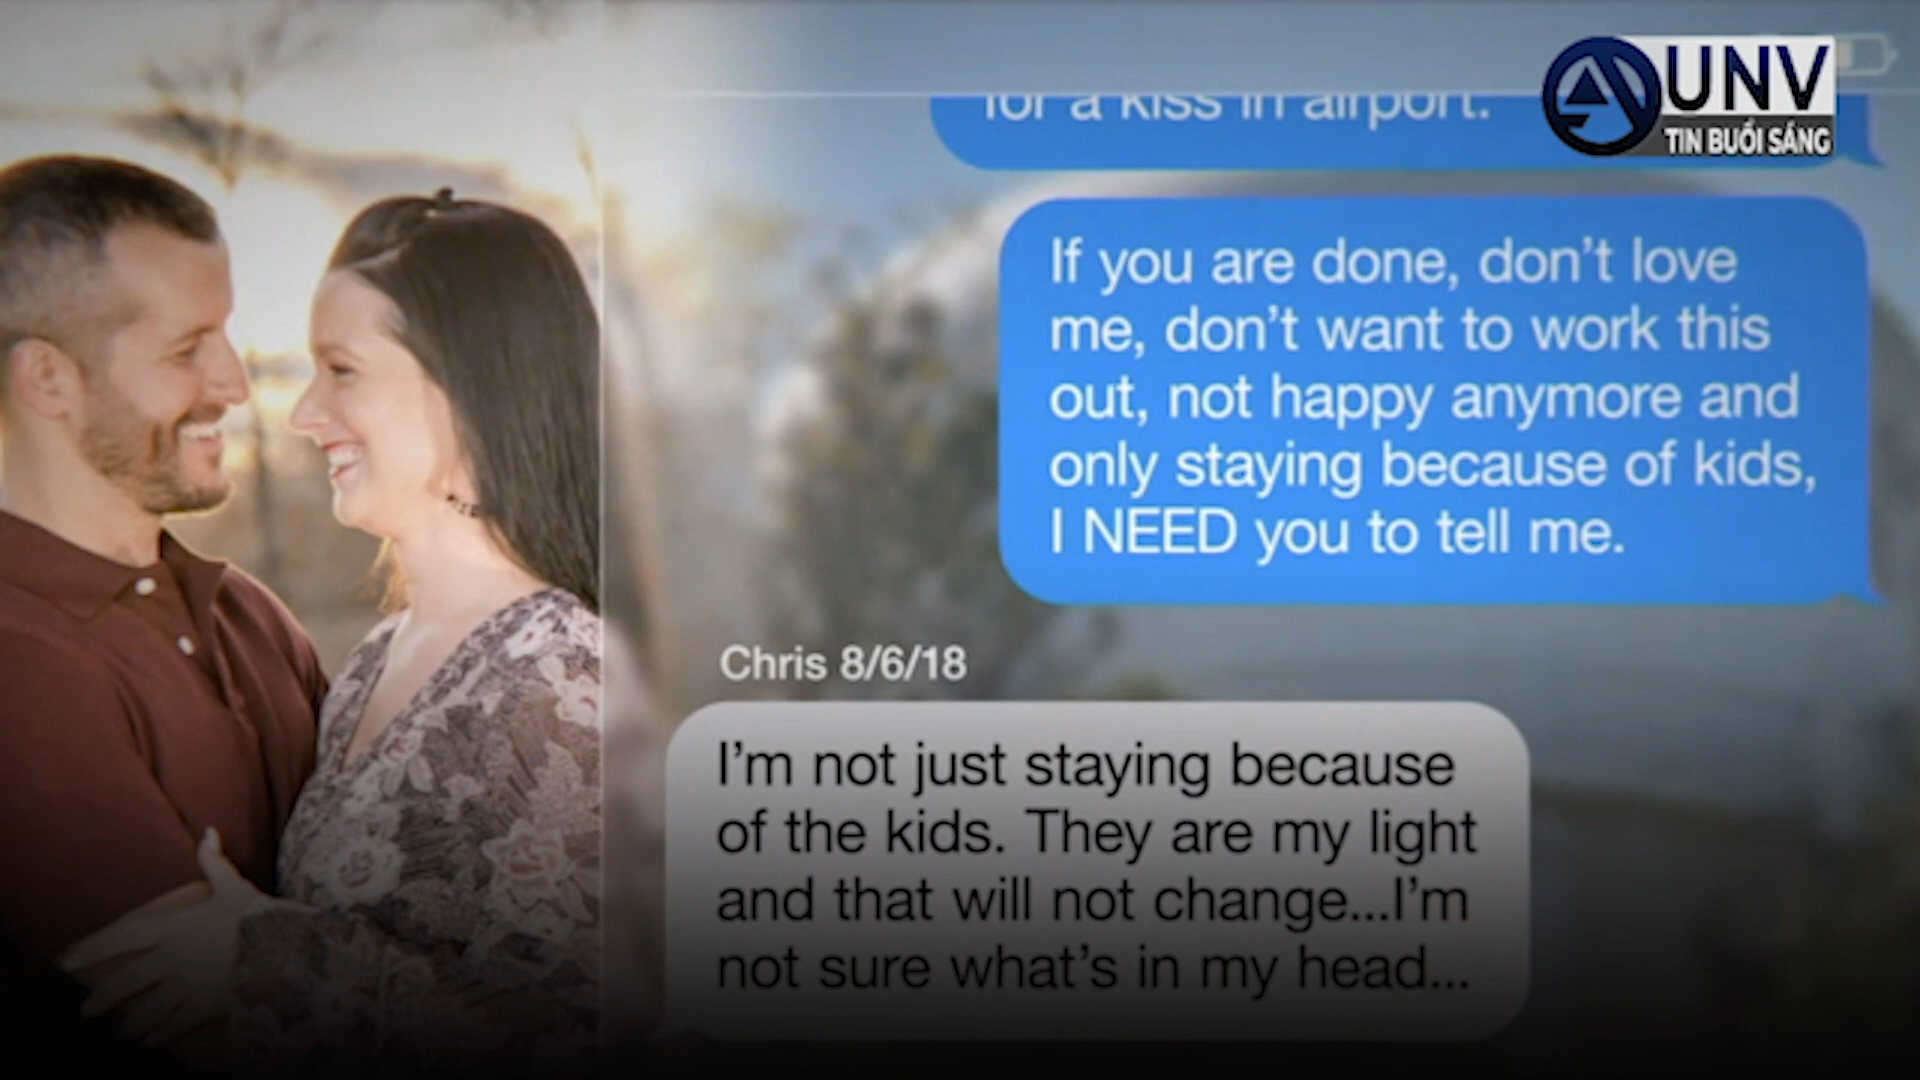 UNV
TIN BUỔI SÁNG
for a kiss in airport.
If you are done, don't love
me, don't want to work this
out, not happy anymore and
only staying because of kids,
I NEED you to tell me.
Chris 8/6/18
I'm not just staying because
of the kids. They are my light
and that will not change...I'm
not sure what's in my head...